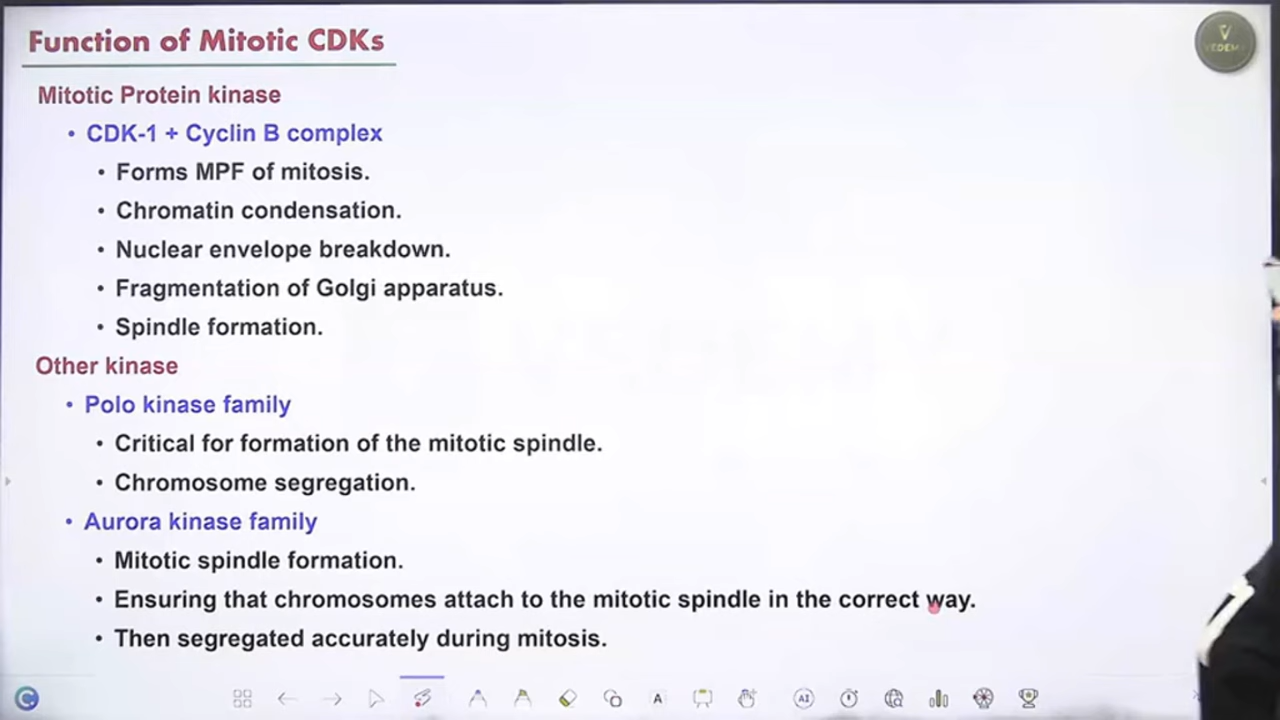 Function of Mitotic CDKs
VEDEMY
Mitotic Protein kinase
• CDK-1 + Cyclin B complex
• Forms MPF of mitosis.
• Chromatin condensation.
• Nuclear envelope breakdown.
• Fragmentation of Golgi apparatus.
• Spindle formation.
Other kinase
• Polo kinase family
• Critical for formation of the mitotic spindle.
• Chromosome segregation.
• Aurora kinase family
• Mitotic spindle formation.
• Ensuring that chromosomes attach to the mitotic spindle in the correct way.
• Then segregated accurately during mitosis.
A
AI